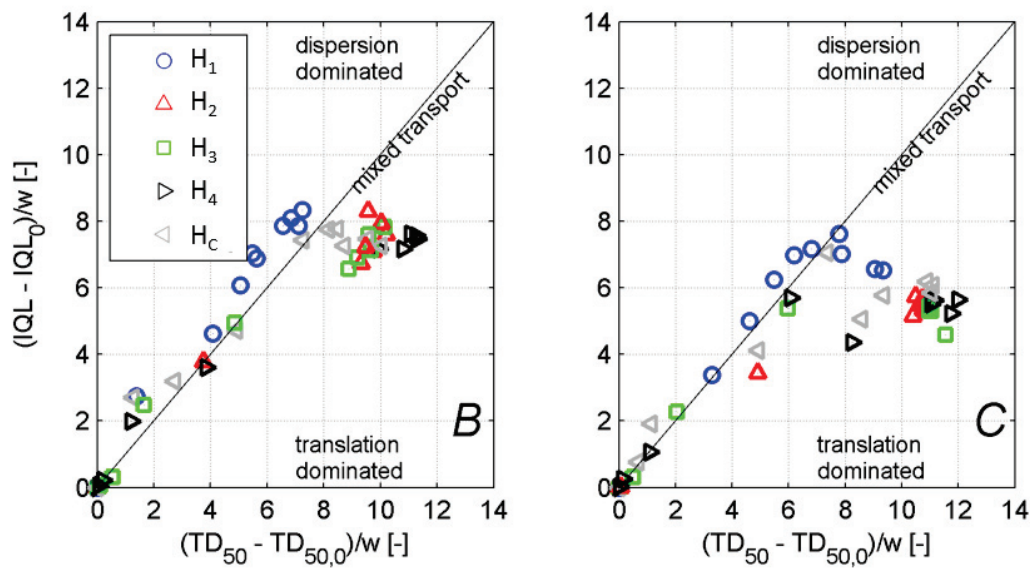 14
12
10
8
6
4
2
0
(IQL - IQL0)/w [-]
H1
H2
H3
H4
HC
dispersion
dominated
mixed transport
translation
dominated
B
0 2 4 6 8 10 12 14
(TD50 - TD50,0)/w [-]
14
12
10
8
6
4
2
0
dispersion
dominated
mixed transport
translation
dominated
C
0 2 4 6 8 10 12 14
(TD50 - TD50,0)/w [-]